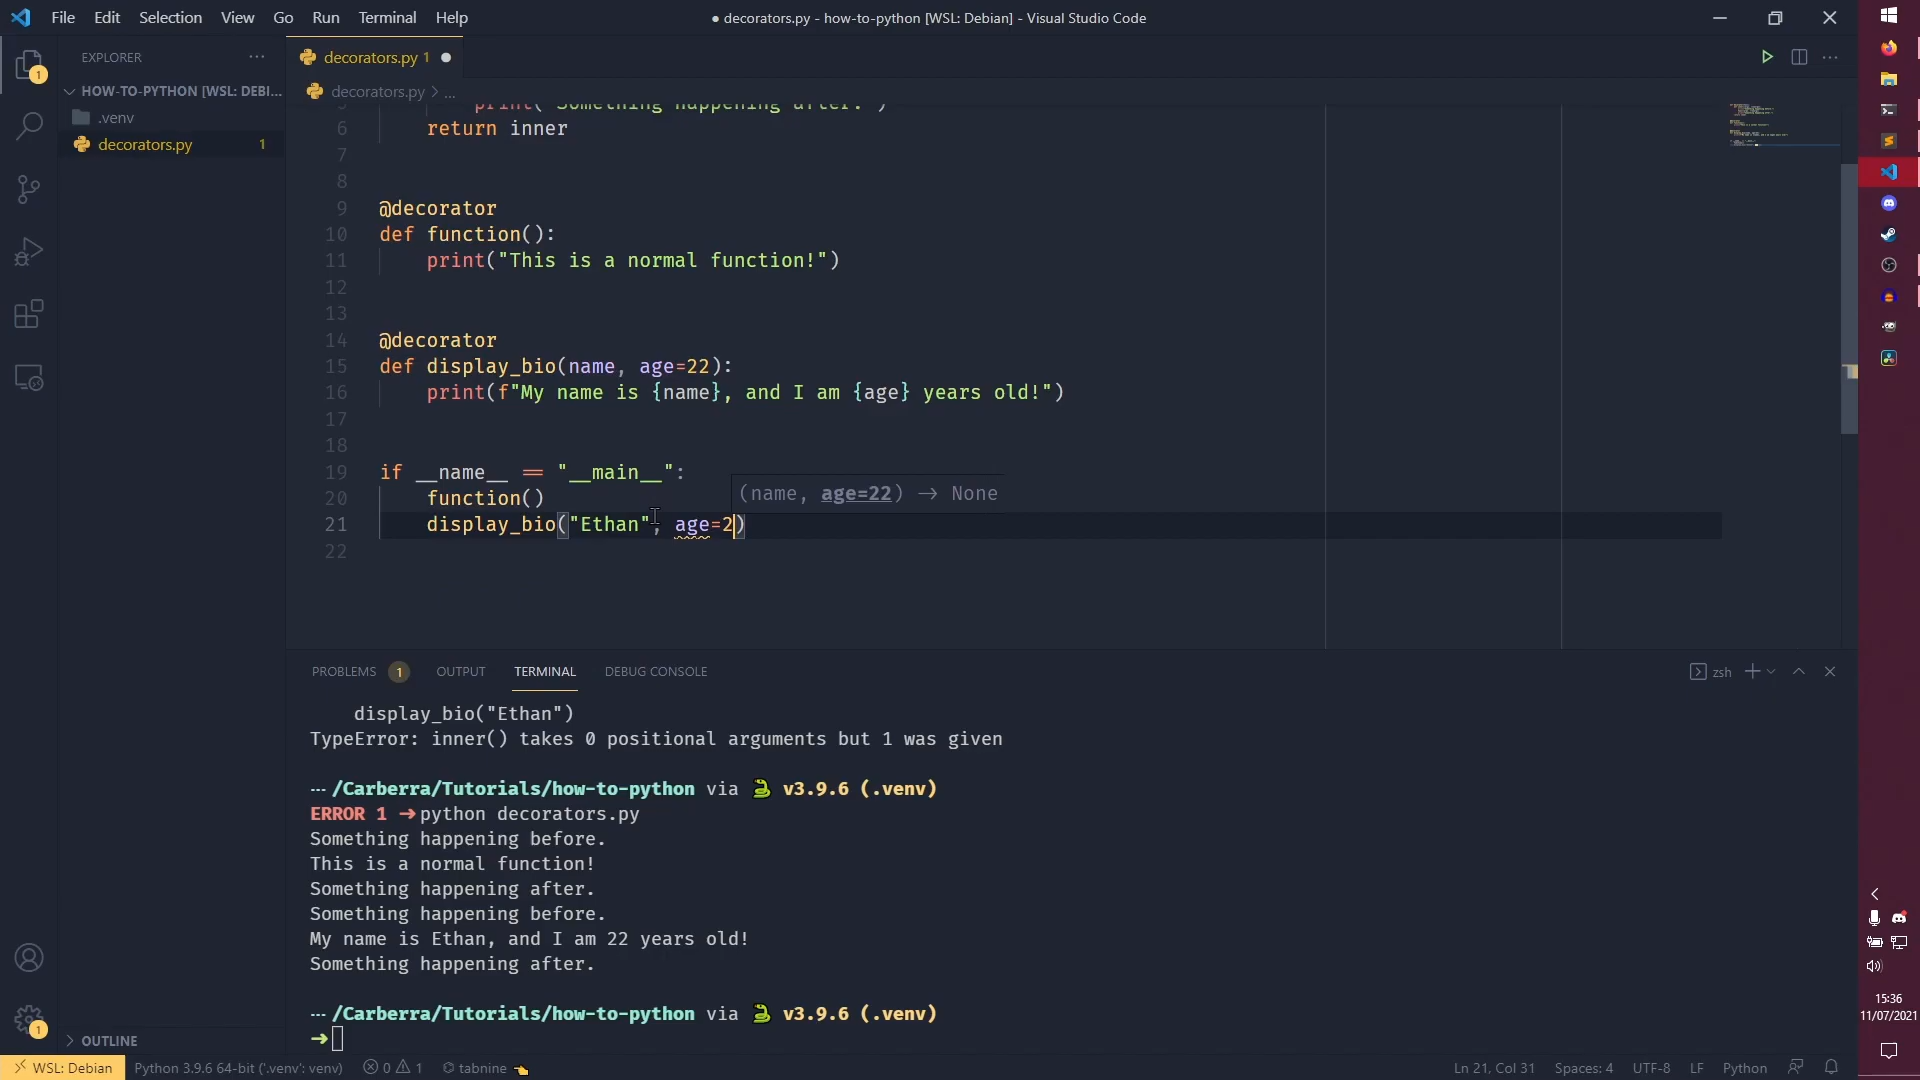 File Edit Selection View Go Run Terminal Help
● decorators.py - how-to-python [WSL: Debian] - Visual Studio Code
EXPLORER
HOW-TO-PYTHON [WSL: DEBI...
.venv
decorators.py 1
1
decorators.py 1
decorators.py > ...
5 print("Something happening after.")
6 return inner
7
8
9 @decorator
10 def function():
11 print("This is a normal function!")
12
13
14 @decorator
15 def display_bio(name, age=22):
16 print(f"My name is {name}, and I am {age} years old!")
17
18
19 if __name__ == "__main__":
20 function()
(name, age=22) -> None
21 display_bio("Ethan", age=2)
22
PROBLEMS 1 OUTPUT TERMINAL DEBUG CONSOLE
zsh
display_bio("Ethan")
TypeError: inner() takes 0 positional arguments but 1 was given
/Carberra/Tutorials/how-to-python via v3.9.6 (.venv)
ERROR 1 ➜ python decorators.py
Something happening before.
This is a normal function!
Something happening after.
Something happening before.
My name is Ethan, and I am 22 years old!
Something happening after.
/Carberra/Tutorials/how-to-python via v3.9.6 (.venv)
➜
OUTLINE
1
WSL: Debian Python 3.9.6 64-bit ('.venv': venv) 0 1 tabnine
Ln 21, Col 31 Spaces: 4 UTF-8 LF Python
15:36
11/07/2021